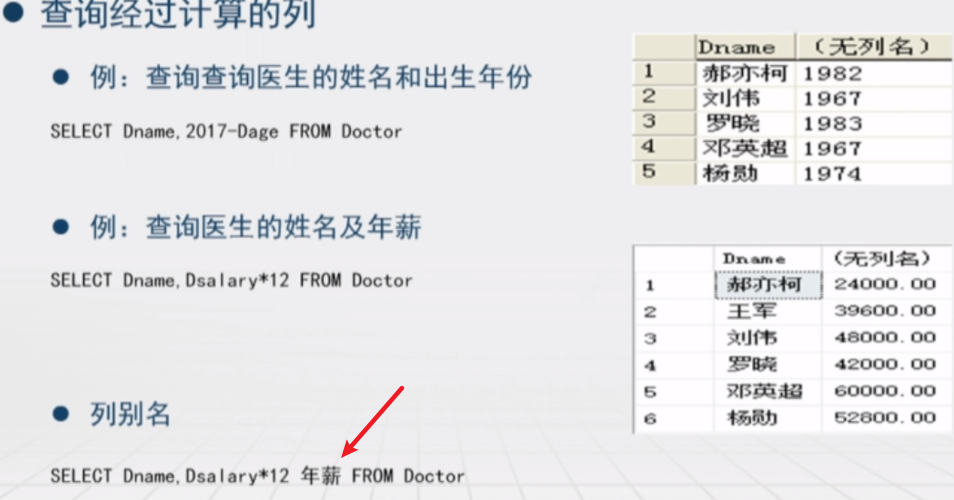 ● 查询经过计算的列
● 例：查询查询医生的姓名和出生年份
SELECT Dname,2017-Dage FROM Doctor
Dname （无列名）
1 郝亦柯 1982
2 刘伟 1967
3 罗晓 1983
4 邓英超 1967
5 杨勋 1974
● 例：查询医生的姓名及年薪
SELECT Dname,Dsalary*12 FROM Doctor
Dname （无列名）
1 郝亦柯 24000.00
2 王军 39600.00
3 刘伟 48000.00
4 罗晓 42000.00
5 邓英超 60000.00
6 杨勋 52800.00
● 列别名
SELECT Dname,Dsalary*12 年薪 FROM Doctor